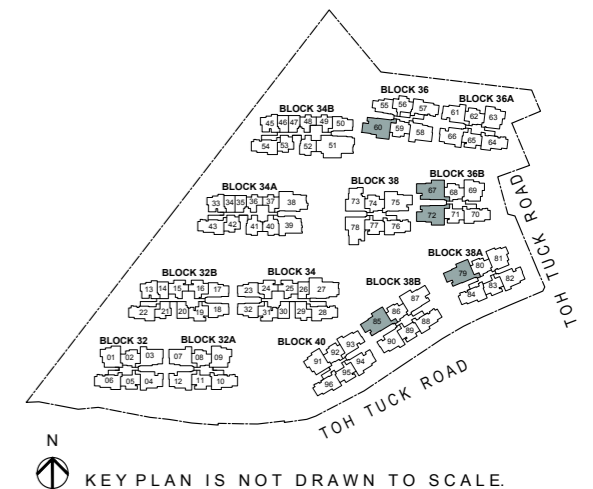 BLOCK 36
55 56 57
BLOCK 36A
61 62 63
BLOCK 34B
45 46 47 48 49 50
60 59 58
66 65 64
54 53 52 51
BLOCK 34A
33 34 35 36 37 38
43 42 41 40 39
BLOCK 38
73 74 75
78 77 76
BLOCK 36B
67 68 69
72 71 70
TOH TUCK ROAD
BLOCK 38A
79 80 81
84 83 82
BLOCK 32B
13 14 15 16 17
22 21 20 19 18
BLOCK 34
23 24 25 26 27
32 31 30 29 28
BLOCK 38B
85 86 87
90 89 88
BLOCK 32
01 02 03
06 05 04
BLOCK 32A
07 08 09
12 11 10
BLOCK 40
91 92 93
96 95 94
TOH TUCK ROAD
N
KEY PLAN IS NOT DRAWN TO SCALE.